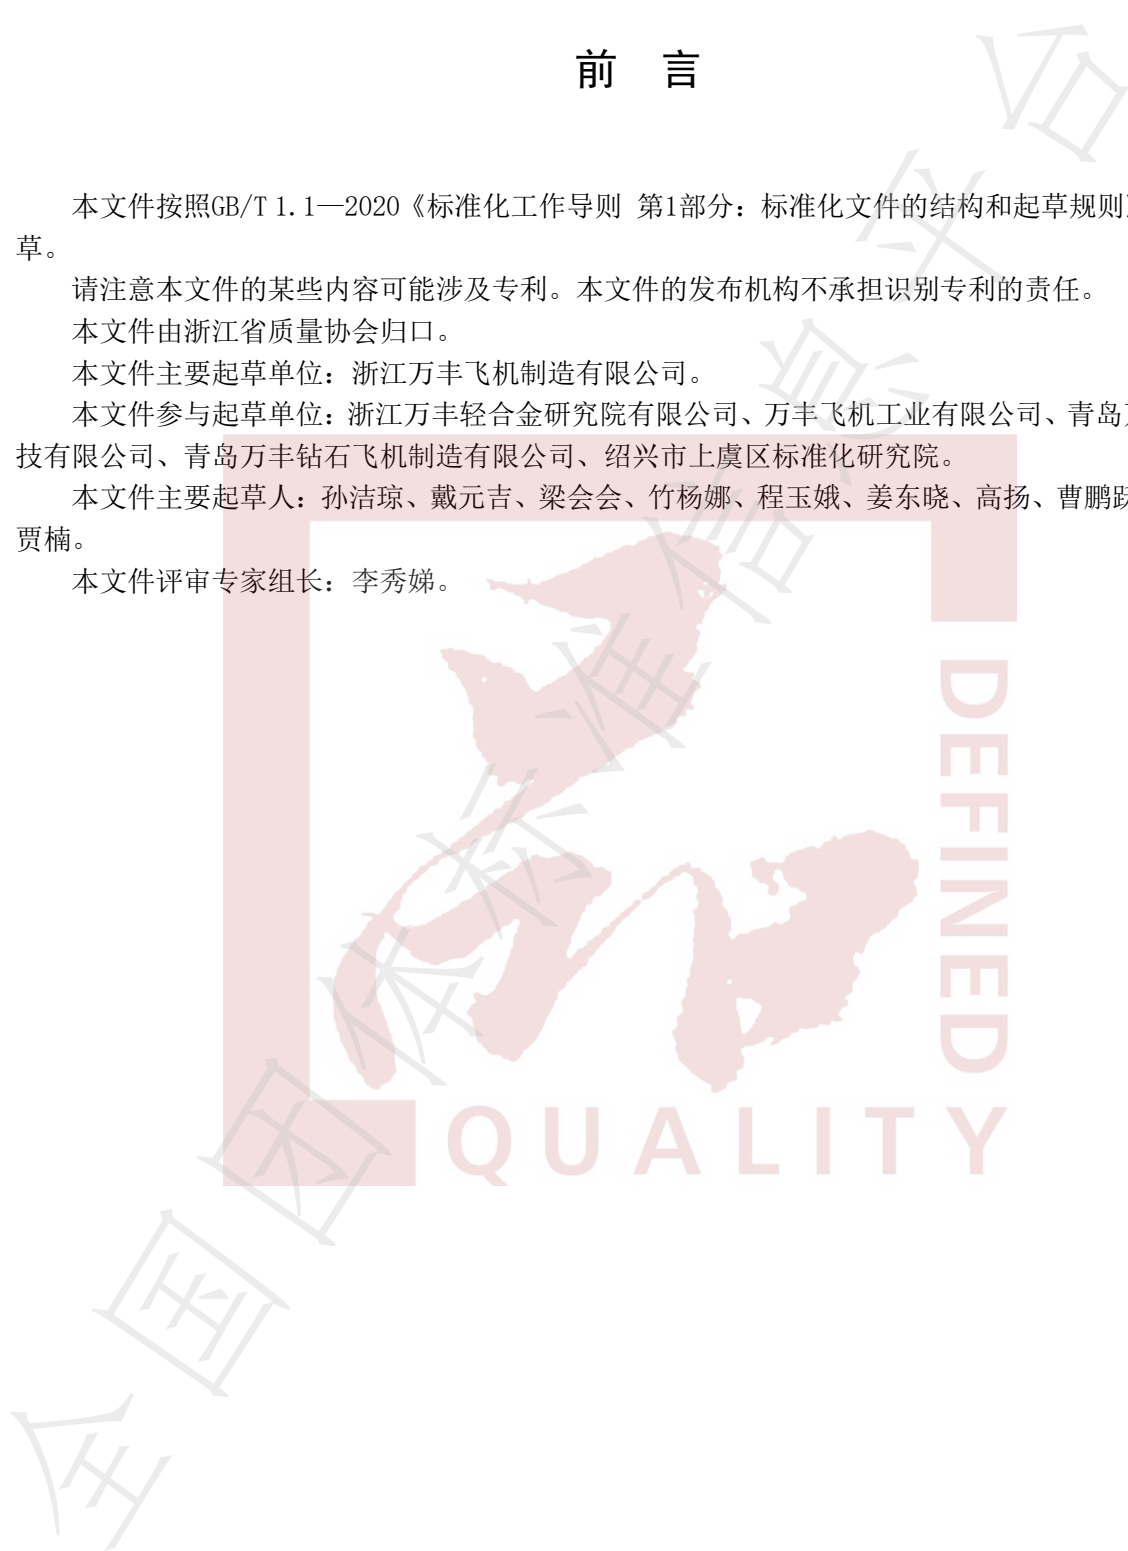 前 言
本文件按照GB/T 1.1—2020《标准化工作导则 第1部分：标准化文件的结构和起草规则
草。
请注意本文件的某些内容可能涉及专利。本文件的发布机构不承担识别专利的责任。
本文件由浙江省质量协会归口。
本文件主要起草单位：浙江万丰飞机制造有限公司。
本文件参与起草单位：浙江万丰轻合金研究院有限公司、万丰飞机工业有限公司、青岛
技有限公司、青岛万丰钻石飞机制造有限公司、绍兴市上虞区标准化研究院。
本文件主要起草人：孙洁琼、戴元吉、梁会会、竹杨娜、程玉娥、姜东晓、高扬、曹鹏跃
贾楠。
本文件评审专家组长：李秀娣。
DEFINED
QUALITY
全国团体标准信息平台